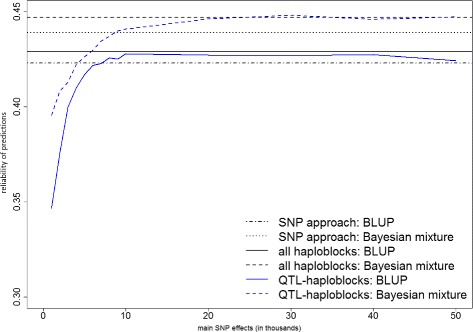 0.45
0.40
0.35
0.30
reliability of predictions
0 10 20 30 40 50
main SNP effects (in thousands)
SNP approach: BLUP
SNP approach: Bayesian mixture
all haploblocks: BLUP
all haploblocks: Bayesian mixture
QTL-haploblocks: BLUP
QTL-haploblocks: Bayesian mixture